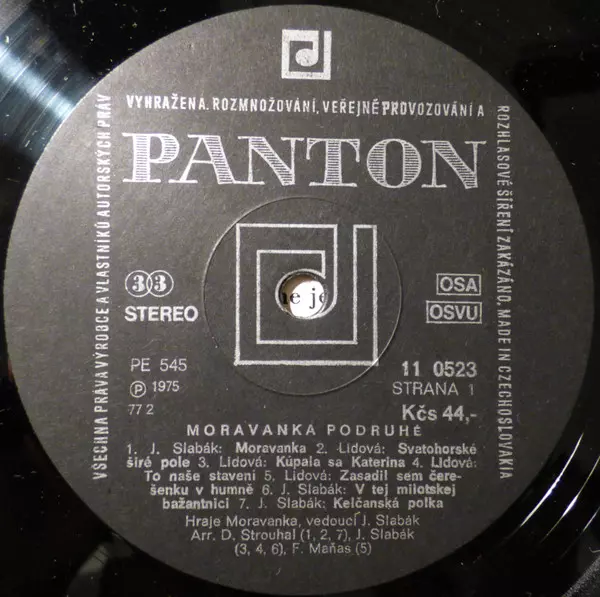 VŠECHNA PRÁVA VÝROBCE A VLASTNÍKŮ AUTORSKÝCH PRÁV
VYHRAŽENA. ROZMNOŽOVÁNÍ, VEŘEJNÉ PROVOZOVÁNÍ A
ROZHLASOVÉ ŠÍŘENÍ ZAKÁZÁNO, MADE IN CZECHOSLOVAKIA
PANTON
33
STEREO
OSA
OSVU
ne je
PE 545
Ⓟ 1975
77 2
11 0523
STRANA 1
Kčs 44,-
MORAVANKA PODRUHÉ
1. J. Slabák: Moravanka 2. Lidová: Svatohorské
širé pole 3. Lidová: Kúpala sa Katerina 4. Lidová:
To naše stavení 5. Lidová: Zasadil sem čere-
šenku v humně 6. J. Slabák: V tej milotskej
bažantnici 7. J. Slabák: Kelčanská polka
Hraje Moravanka, vedoucí J. Slabák
Arr. D. Strouhal (1, 2, 7), J. Slabák
(3, 4, 6), F. Maňas (5)